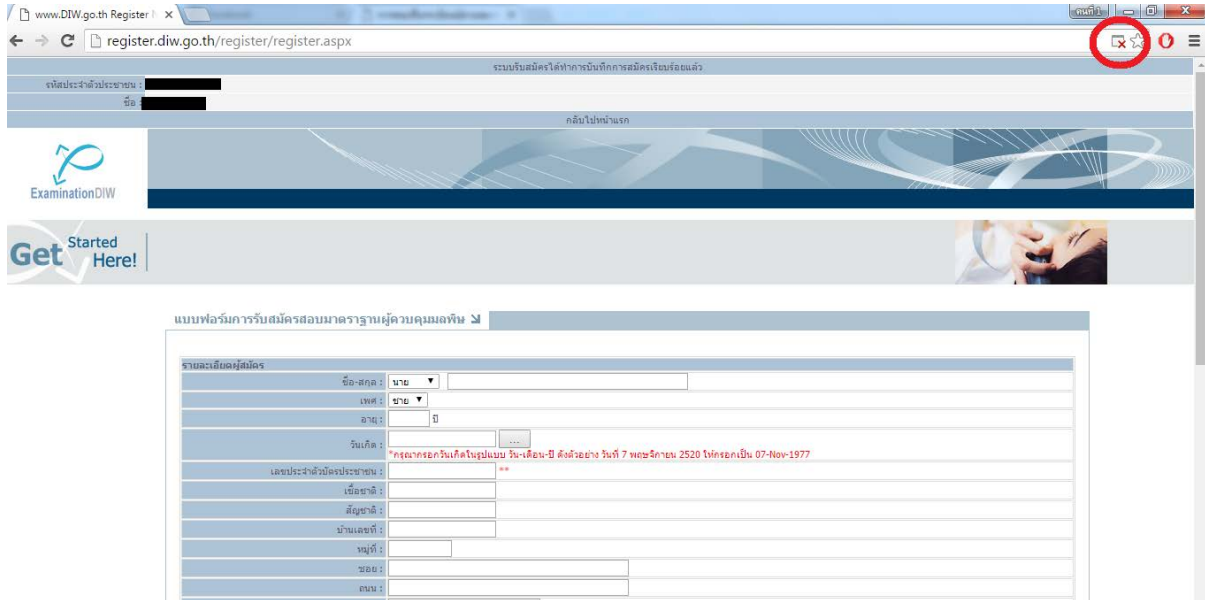 www.DIW.go.th Register
คนที่ 1
register.diw.go.th/register/register.aspx
ระบบรับสมัครได้ทำการบันทึกการสมัครเรียบร้อยแล้ว
รหัสประจำตัวประชาชน :
ชื่อ :
กลับไปหน้าแรก
ExaminationDIW
Get Started Here!
แบบฟอร์มการรับสมัครสอบมาตราฐานผู้ควบคุมมลพิษ
รายละเอียดผู้สมัคร
ชื่อ-สกุล : นาย
เพศ : ชาย
อายุ : ปี
วันเกิด : ...
*กรุณากรอกวันเกิดในรูปแบบ วัน-เดือน-ปี ดังตัวอย่าง วันที่ 7 พฤษจิกายน 2520 ให้กรอกเป็น 07-Nov-1977
เลขประจำตัวบัตรประชาชน : **
เชื้อชาติ :
สัญชาติ :
บ้านเลขที่ :
หมู่ที่ :
ซอย :
ถนน :